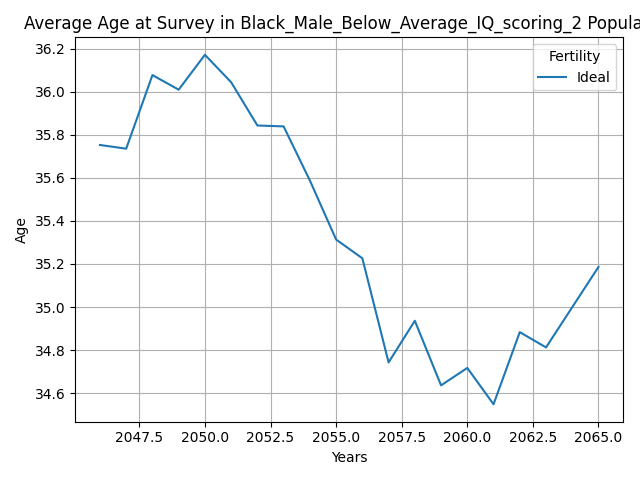 Average Age at Survey in Black_Male_Below_Average_IQ_scoring_2 Popula
36.2
36.0
35.8
35.6
35.4
35.2
35.0
34.8
34.6
Age
Fertility
Ideal
2047.5 2050.0 2052.5 2055.0 2057.5 2060.0 2062.5 2065.0
Years